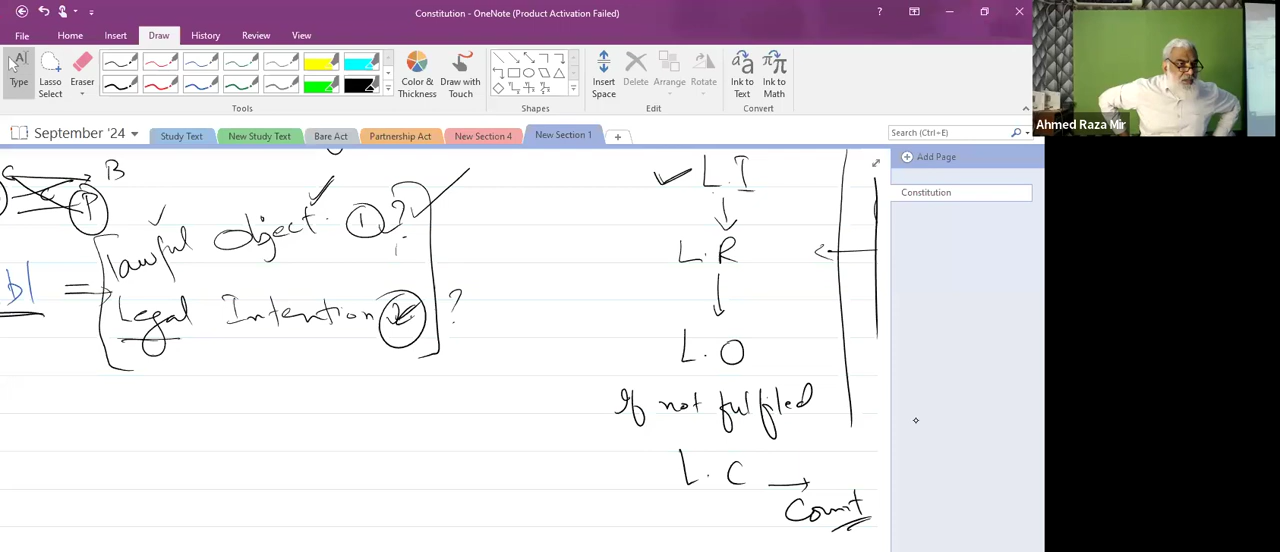 Constitution - OneNote (Product Activation Failed)
File Home Insert Draw History Review View
Type
Lasso Select
Eraser
Color & Thickness
Draw with Touch
Insert Space
Delete
Arrange
Rotate
Ink to Text
Ink to Math
Tools
Shapes
Edit
Convert
Ahmed Raza Mir
September '24
Study Text
New Study Text
Bare Act
Partnership Act
New Section 4
New Section 1
Search (Ctrl+E)
Add Page
Constitution
B
P
lawful Object 1 ?
bl =
Legal Intention 2 ?
L.I
L.R
L.O
If not fulfiled
L.C →
Court